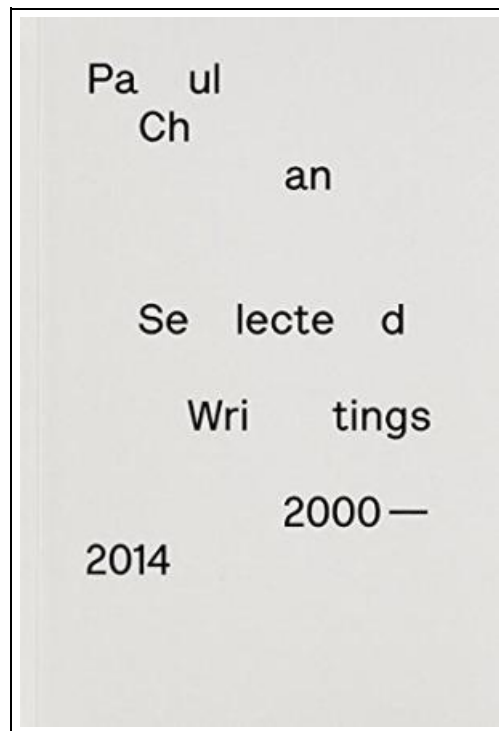 Pa ul
Ch
an
Se lecte d
Wri tings
2000—
2014